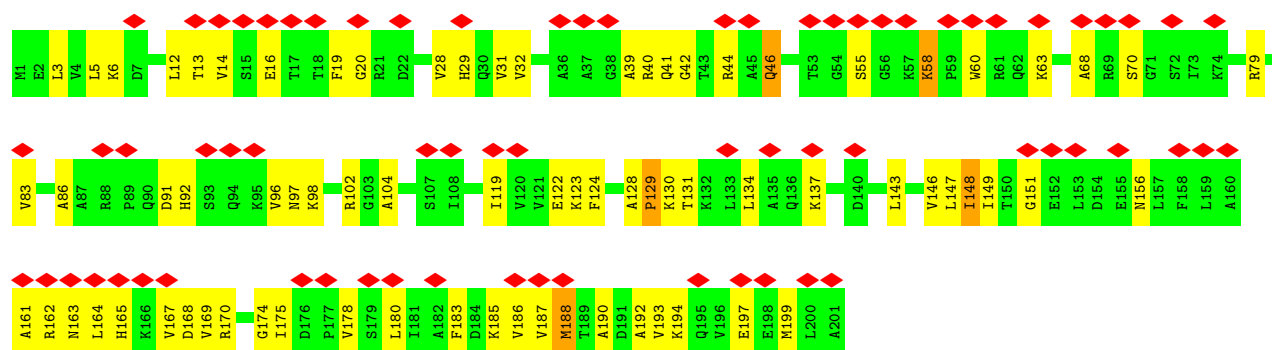 M1 E2 L3 V4 L5 K6 D7 L12 T13 V14 S15 E16 T17 T18 F19 G20 R21 D22 V28 H29 Q30 V31 V32 A36 A37 G38 A39 R40 Q41 G42 T43 R44 A45 Q46 T53 G54 S55 G56 K57 K58 P59 W60 R61 Q62 K63 A68 R69 S70 G71 S72 I73 K74 R79
V83 A86 A87 R88 P89 Q90 D91 H92 S93 Q94 K95 V96 N97 K98 R102 G103 A104 S107 I108 I119 V120 V121 E122 K123 F124 A128 P129 K130 T131 K132 L133 L134 A135 Q136 K137 D140 L143 V146 L147 I148 I149 T150 G151 E152 L153 D154 E155 N156 L157 F158 L159 A160
A161 R162 N163 L164 H165 K166 V167 D168 V169 R170 G174 I175 D176 P177 V178 S179 L180 I181 A182 F183 D184 K185 V186 V187 M188 T189 A190 D191 A192 V193 K194 Q195 V196 E197 E198 M199 L200 A201